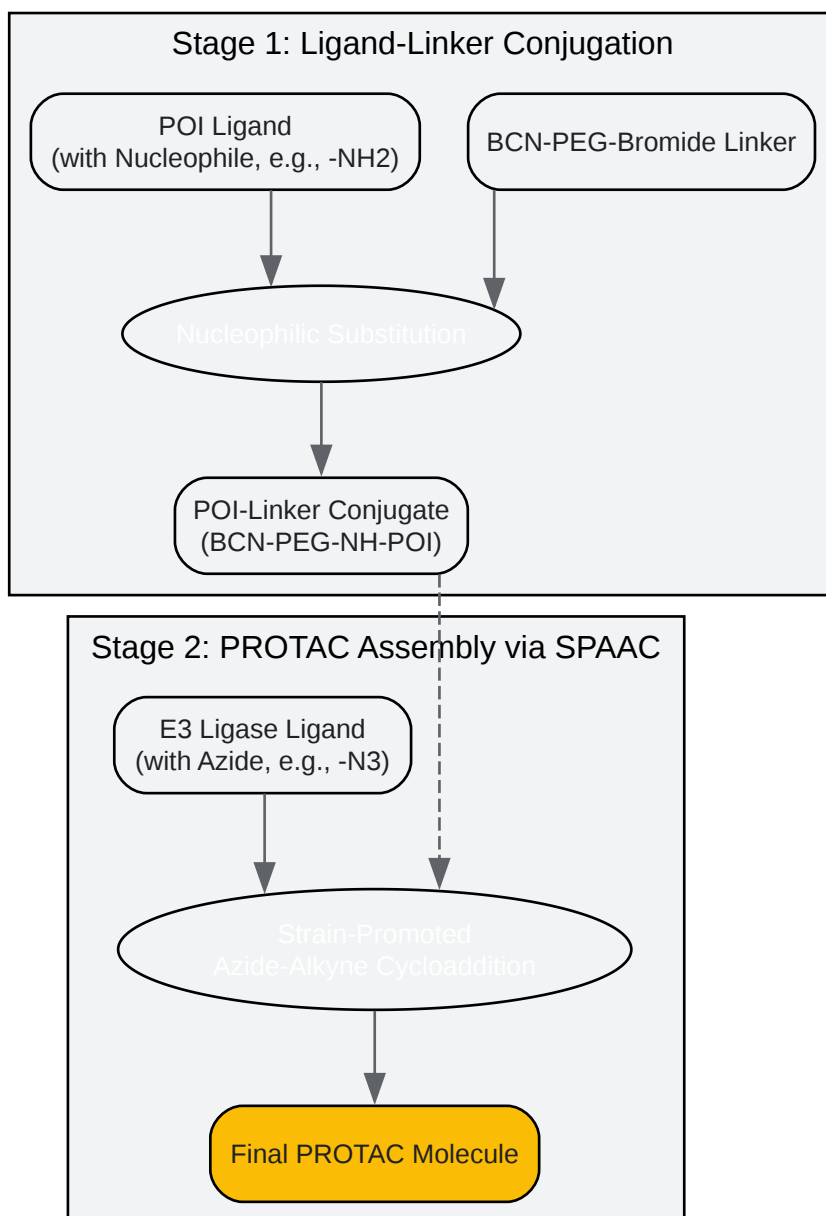 Stage 1: Ligand-Linker Conjugation
POI Ligand
(with Nucleophile, e.g., -NH2)
BCN-PEG-Bromide Linker
Nucleophilic Substitution
POI-Linker Conjugate
(BCN-PEG-NH-POI)
Stage 2: PROTAC Assembly via SPAAC
E3 Ligase Ligand
(with Azide, e.g., -N3)
Strain-Promoted
Azide-Alkyne Cycloaddition
Final PROTAC Molecule